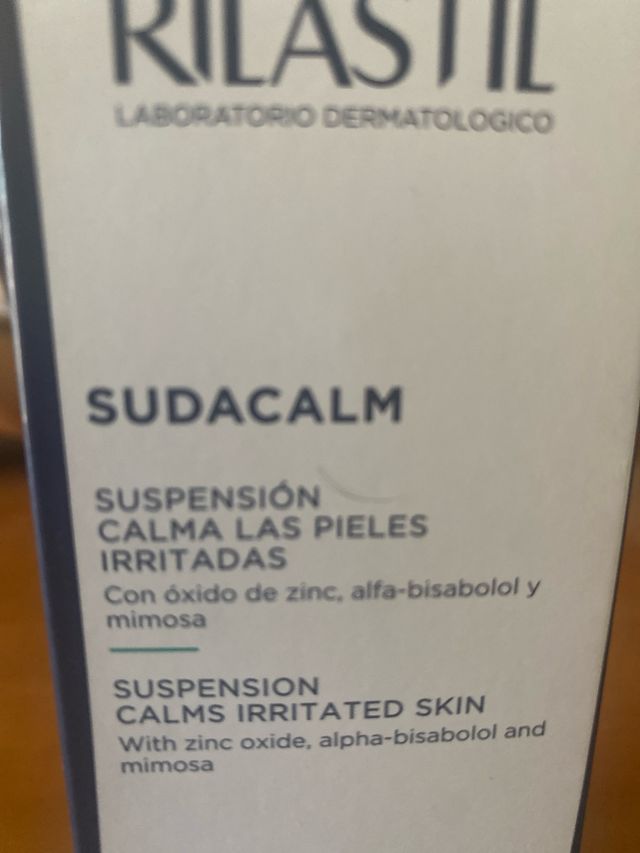 RILASTIL
LABORATORIO DERMATOLOGICO
SUDACALM
SUSPENSIÓN
CALMA LAS PIELES
IRRITADAS
Con óxido de zinc, alfa-bisabolol y
mimosa
SUSPENSION
CALMS IRRITATED SKIN
With zinc oxide, alpha-bisabolol and
mimosa